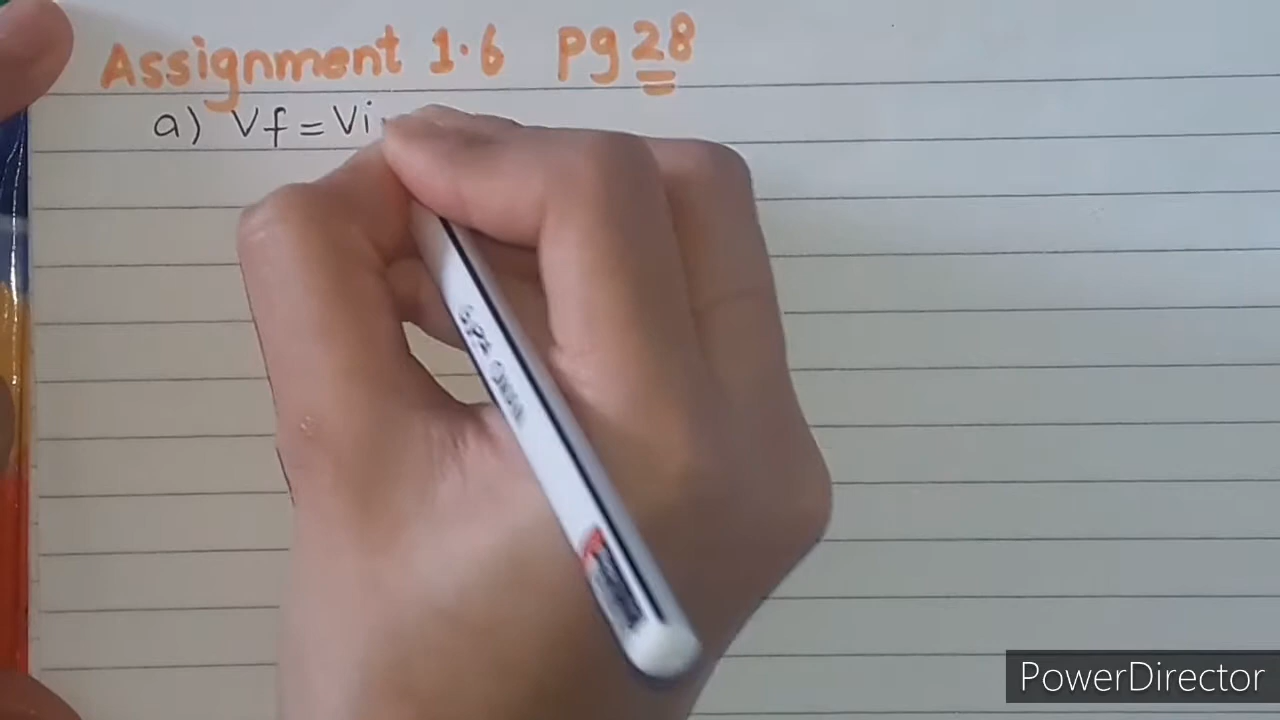 Assignment 1.6 pg 28
a) Vf = Vi
PowerDirector